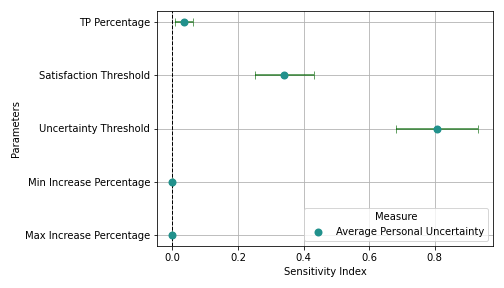 TP Percentage
Satisfaction Threshold
Uncertainty Threshold
Min Increase Percentage
Max Increase Percentage
Parameters
Measure
Average Personal Uncertainty
0.0 0.2 0.4 0.6 0.8
Sensitivity Index